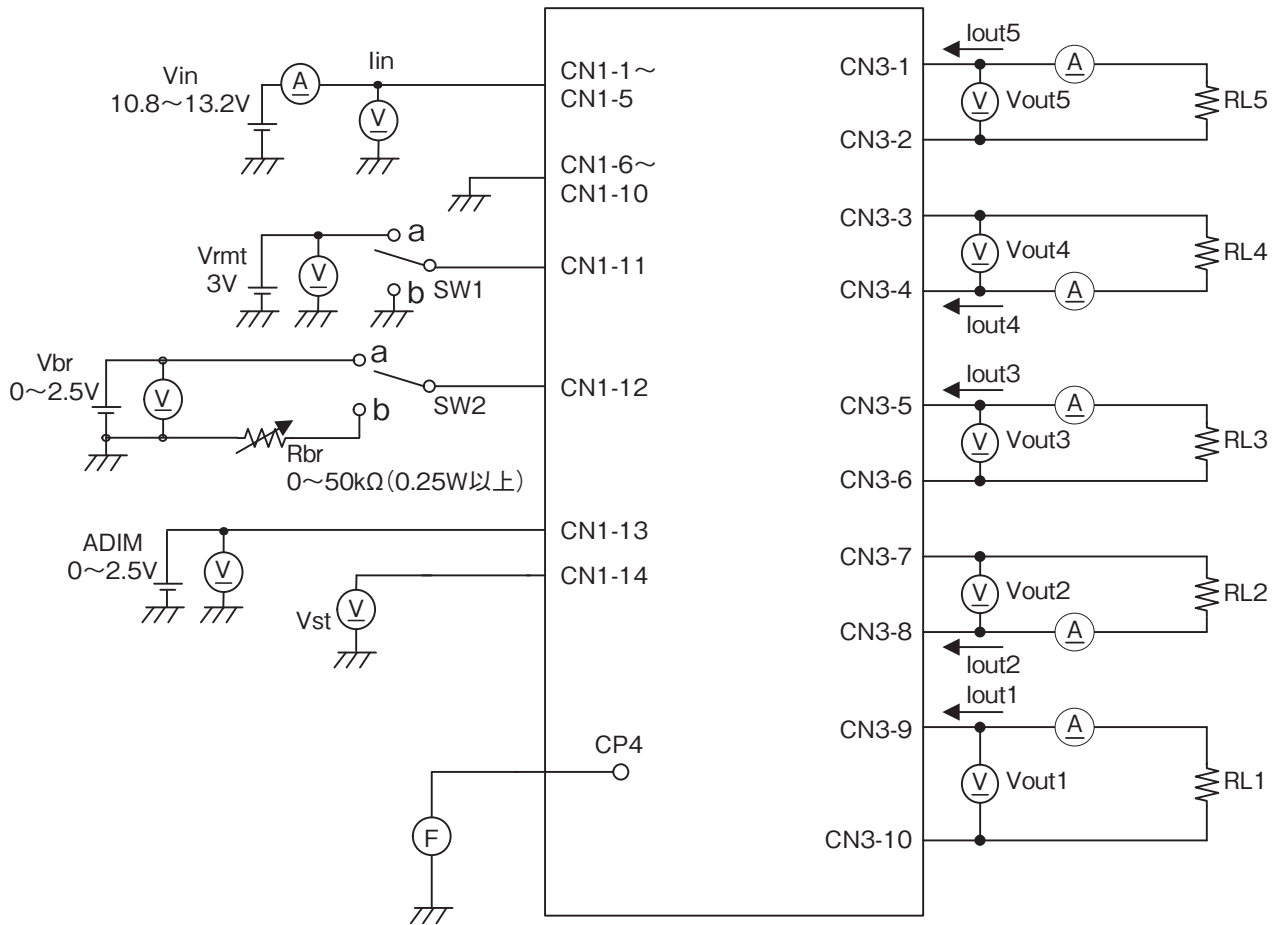 Vin
10.8〜13.2V
A
Iin
V
CN1-1〜
CN1-5
CN1-6〜
CN1-10
Vrmt
3V
V
a
b
SW1
CN1-11
Vbr
0〜2.5V
V
a
b
SW2
CN1-12
Rbr
0〜50kΩ（0.25W以上）
ADIM
0〜2.5V
V
CN1-13
CN1-14
Vst
V
CP4
F
Iout5
CN3-1
A
V
Vout5
RL5
CN3-2
CN3-3
V
Vout4
RL4
CN3-4
A
Iout4
Iout3
CN3-5
A
V
Vout3
RL3
CN3-6
CN3-7
V
Vout2
RL2
CN3-8
A
Iout2
Iout1
CN3-9
A
V
Vout1
RL1
CN3-10